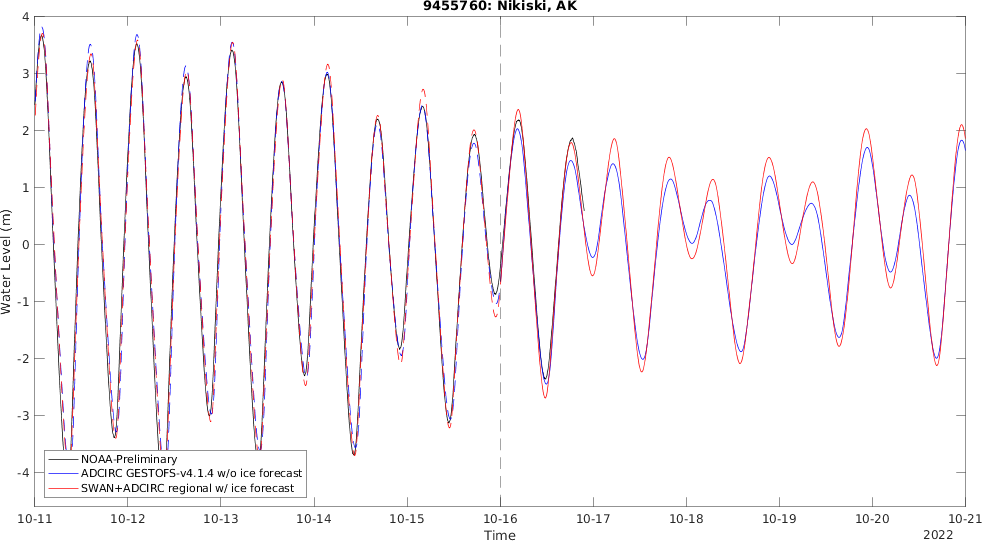 9455760: Nikiski, AK
4
3
2
1
0
-1
-2
-3
-4
Water Level (m)
NOAA-Preliminary
ADCIRC GESTOFS-v4.1.4 w/o ice forecast
SWAN+ADCIRC regional w/ ice forecast
10-11 10-12 10-13 10-14 10-15 10-16 10-17 10-18 10-19 10-20 10-21
Time
2022